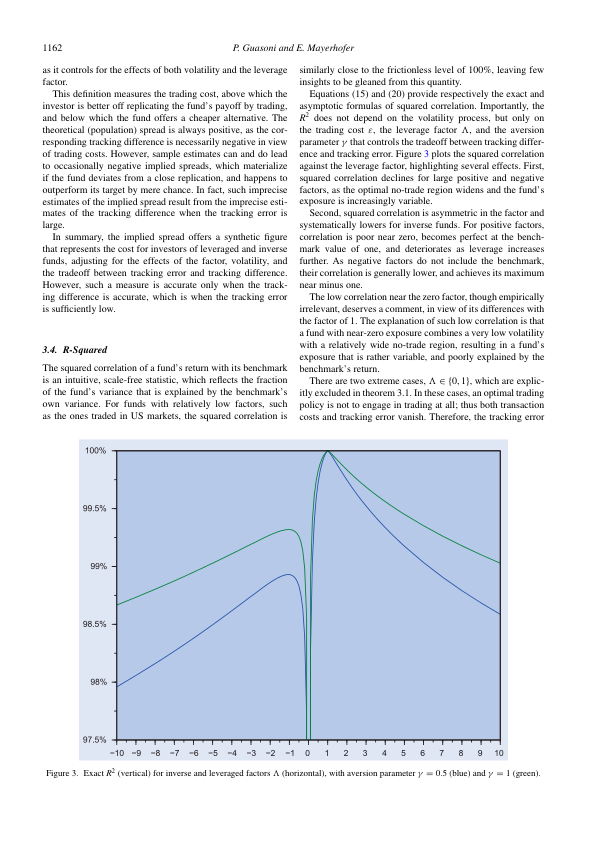 1162
P. Guasoni and E. Mayerhofer
as it controls for the effects of both volatility and the leverage
factor.
This definition measures the trading cost, above which the
investor is better off replicating the fund's payoff by trading,
and below which the fund offers a cheaper alternative. The
theoretical (population) spread is always positive, as the cor-
responding tracking difference is necessarily negative in view
of trading costs. However, sample estimates can and do lead
to occasionally negative implied spreads, which materialize
if the fund deviates from a close replication, and happens to
outperform its target by mere chance. In fact, such imprecise
estimates of the implied spread result from the imprecise esti-
mates of the tracking difference when the tracking error is
large.
In summary, the implied spread offers a synthetic figure
that represents the cost for investors of leveraged and inverse
funds, adjusting for the effects of the factor, volatility, and
the tradeoff between tracking error and tracking difference.
However, such a measure is accurate only when the track-
ing difference is accurate, which is when the tracking error
is sufficiently low.
3.4. R-Squared
The squared correlation of a fund's return with its benchmark
is an intuitive, scale-free statistic, which reflects the fraction
of the fund's variance that is explained by the benchmark's
own variance. For funds with relatively low factors, such
as the ones traded in US markets, the squared correlation is
similarly close to the frictionless level of 100%, leaving few
insights to be gleaned from this quantity.
Equations (15) and (20) provide respectively the exact and
asymptotic formulas of squared correlation. Importantly, the
R² does not depend on the volatility process, but only on
the trading cost ε, the leverage factor Λ, and the aversion
parameter γ that controls the tradeoff between tracking differ-
ence and tracking error. Figure 3 plots the squared correlation
against the leverage factor, highlighting several effects. First,
squared correlation declines for large positive and negative
factors, as the optimal no-trade region widens and the fund's
exposure is increasingly variable.
Second, squared correlation is asymmetric in the factor and
systematically lowers for inverse funds. For positive factors,
correlation is poor near zero, becomes perfect at the bench-
mark value of one, and deteriorates as leverage increases
further. As negative factors do not include the benchmark,
their correlation is generally lower, and achieves its maximum
near minus one.
The low correlation near the zero factor, though empirically
irrelevant, deserves a comment, in view of its differences with
the factor of 1. The explanation of such low correlation is that
a fund with near-zero exposure combines a very low volatility
with a relatively wide no-trade region, resulting in a fund's
exposure that is rather variable, and poorly explained by the
benchmark's return.
There are two extreme cases, Λ ∈ {0, 1}, which are explic-
itly excluded in theorem 3.1. In these cases, an optimal trading
policy is not to engage in trading at all; thus both transaction
costs and tracking error vanish. Therefore, the tracking error
100%
99.5%
99%
98.5%
98%
97.5%
−10 −9 −8 −7 −6 −5 −4 −3 −2 −1 0 1 2 3 4 5 6 7 8 9 10
Figure 3. Exact R² (vertical) for inverse and leveraged factors Λ (horizontal), with aversion parameter γ = 0.5 (blue) and γ = 1 (green).